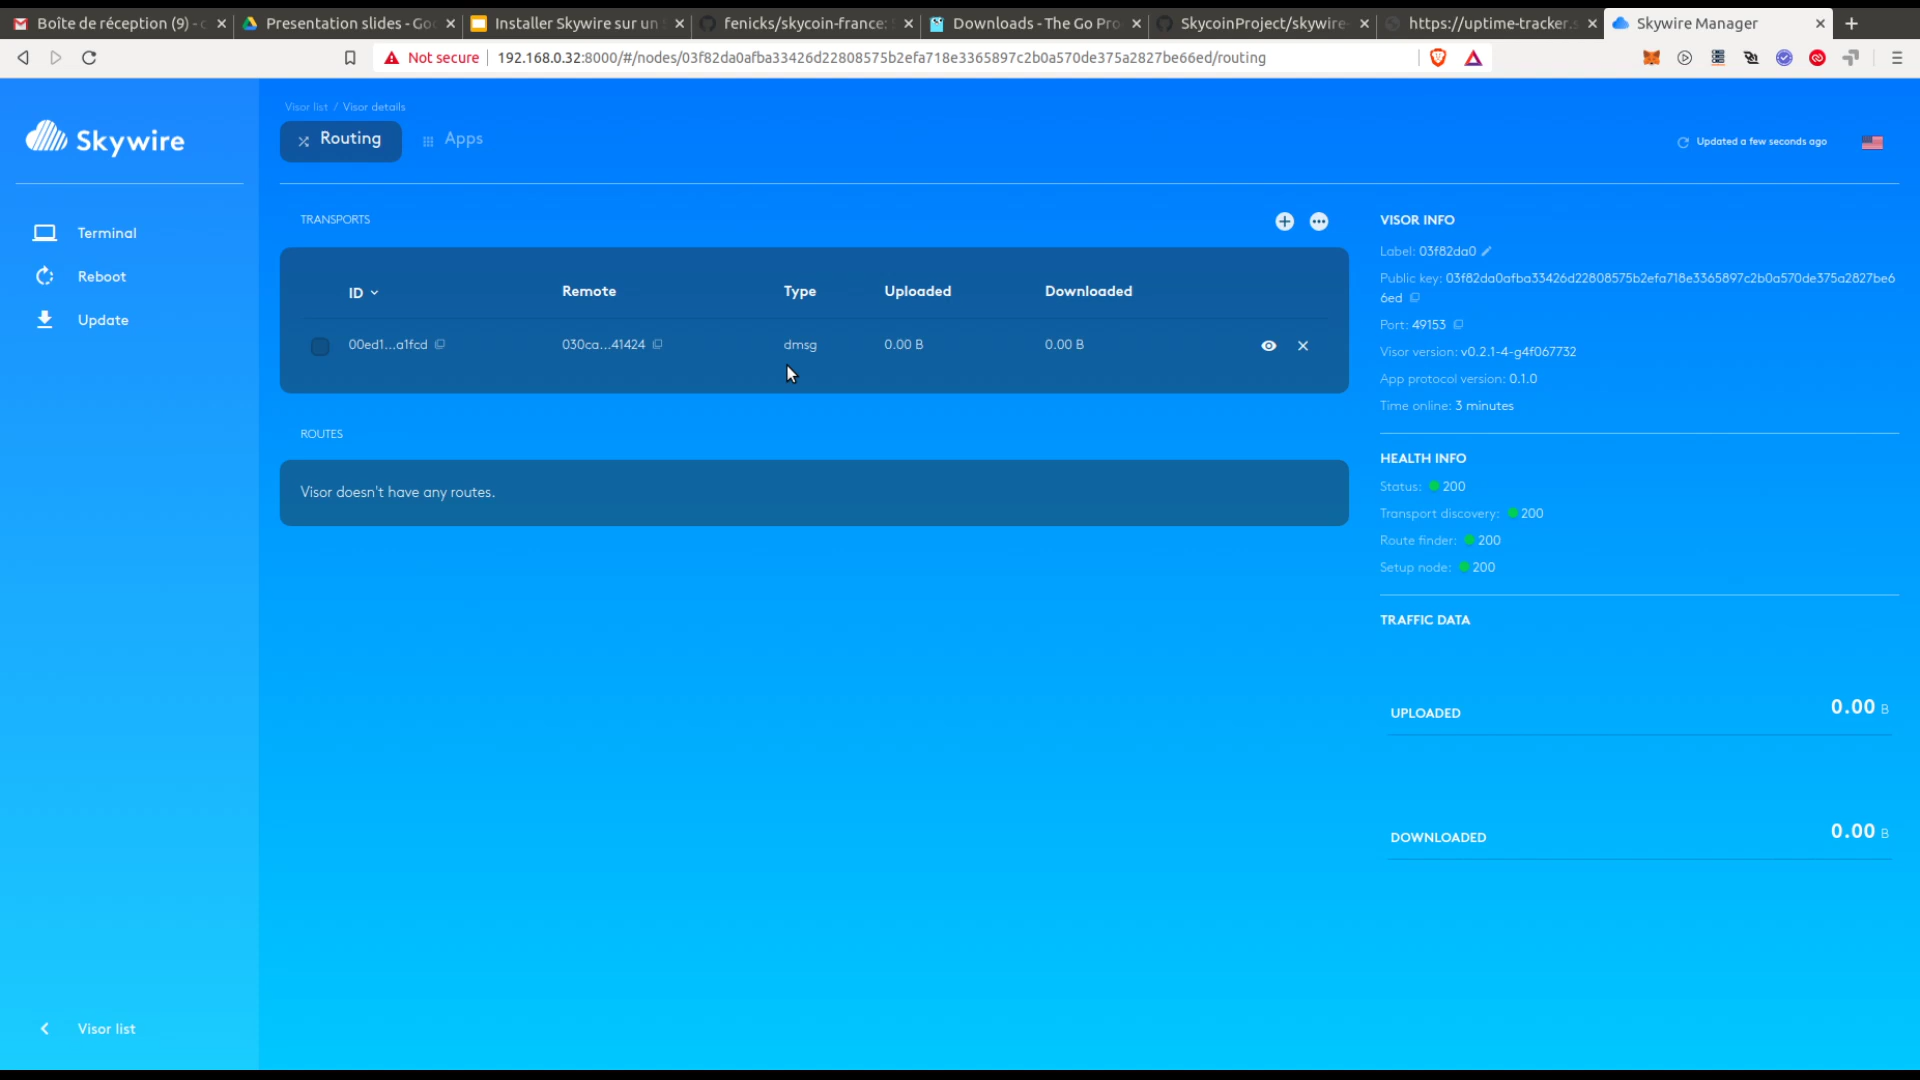 Boîte de réception (9) -
Presentation slides - Go
Installer Skywire sur un
fenicks/skycoin-france:
Downloads - The Go Pro
SkycoinProject/skywire-
https://uptime-tracker.s
Skywire Manager
Not secure
192.168.0.32:8000/#/nodes/03f82da0afba33426d22808575b2efa718e3365897c2b0a570de375a2827be66ed/routing
Skywire
Terminal
Reboot
Update
Visor list
Visor list / Visor details
Routing
Apps
Updated a few seconds ago
TRANSPORTS
ID Remote Type Uploaded Downloaded
00ed1...a1fcd 030ca...41424 dmsg 0.00 B 0.00 B
ROUTES
Visor doesn't have any routes.
VISOR INFO
Label: 03f82da0
Public key: 03f82da0afba33426d22808575b2efa718e3365897c2b0a570de375a2827be6
6ed
Port: 49153
Visor version: v0.2.1-4-g4f067732
App protocol version: 0.1.0
Time online: 3 minutes
HEALTH INFO
Status: 200
Transport discovery: 200
Route finder: 200
Setup node: 200
TRAFFIC DATA
UPLOADED 0.00 B
DOWNLOADED 0.00 B